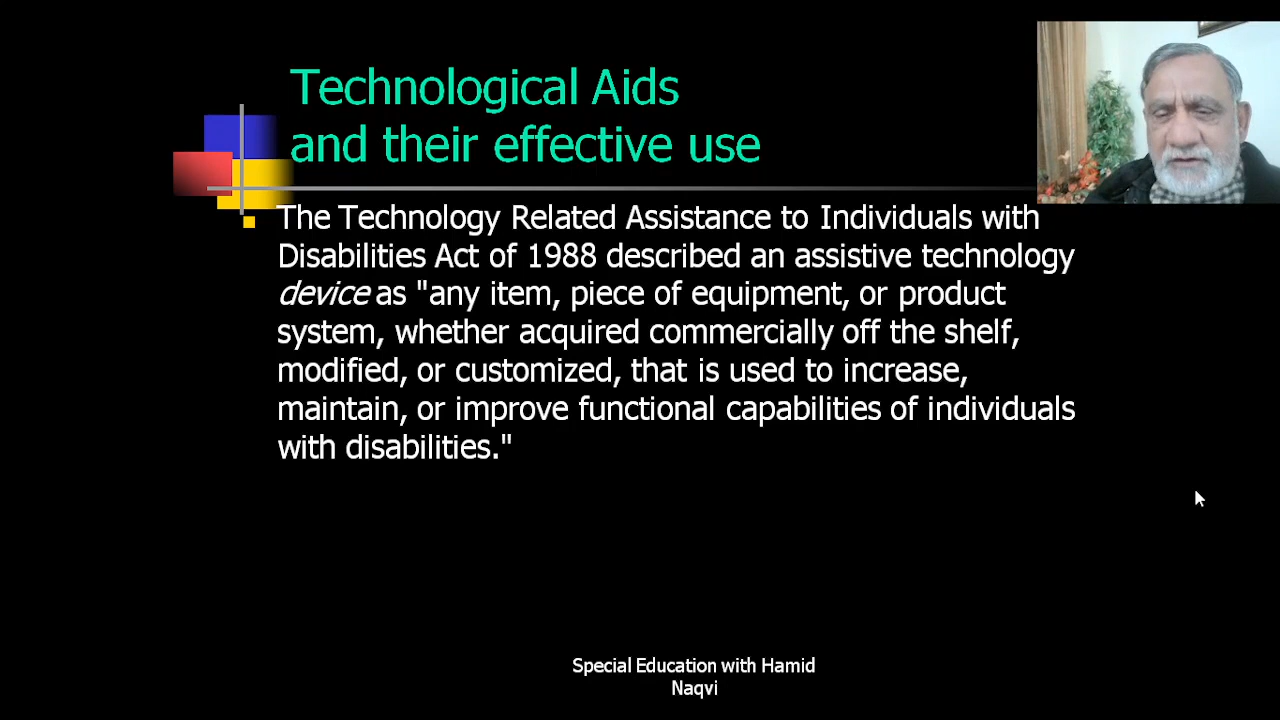 Technological Aids
and their effective use
The Technology Related Assistance to Individuals with
Disabilities Act of 1988 described an assistive technology
device as "any item, piece of equipment, or product
system, whether acquired commercially off the shelf,
modified, or customized, that is used to increase,
maintain, or improve functional capabilities of individuals
with disabilities."
Special Education with Hamid
Naqvi